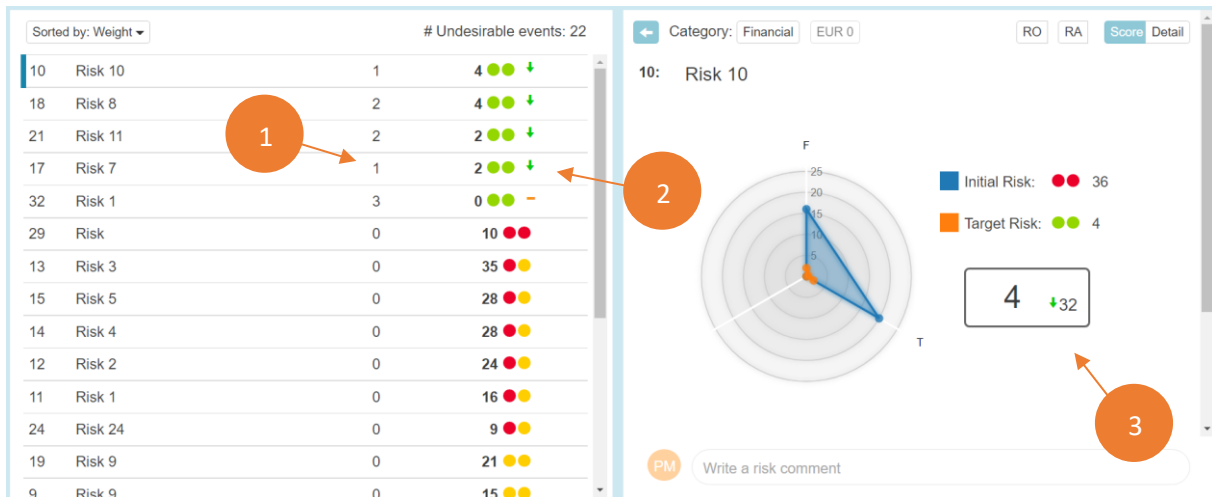 Sorted by: Weight
# Undesirable events: 22
10 Risk 10 1 4
18 Risk 8 2 4
21 Risk 11 2 2
17 Risk 7 1 2
32 Risk 1 3 0
29 Risk 0 10
13 Risk 3 0 35
15 Risk 5 0 28
14 Risk 4 0 28
12 Risk 2 0 24
11 Risk 1 0 16
24 Risk 24 0 9
19 Risk 9 0 21
9 Risk 9 0 15
1
2
Category: Financial EUR 0 RO RA Score Detail
10: Risk 10
F
25
20
15
10
5
T
Initial Risk: 36
Target Risk: 4
4 32
3
PM Write a risk comment